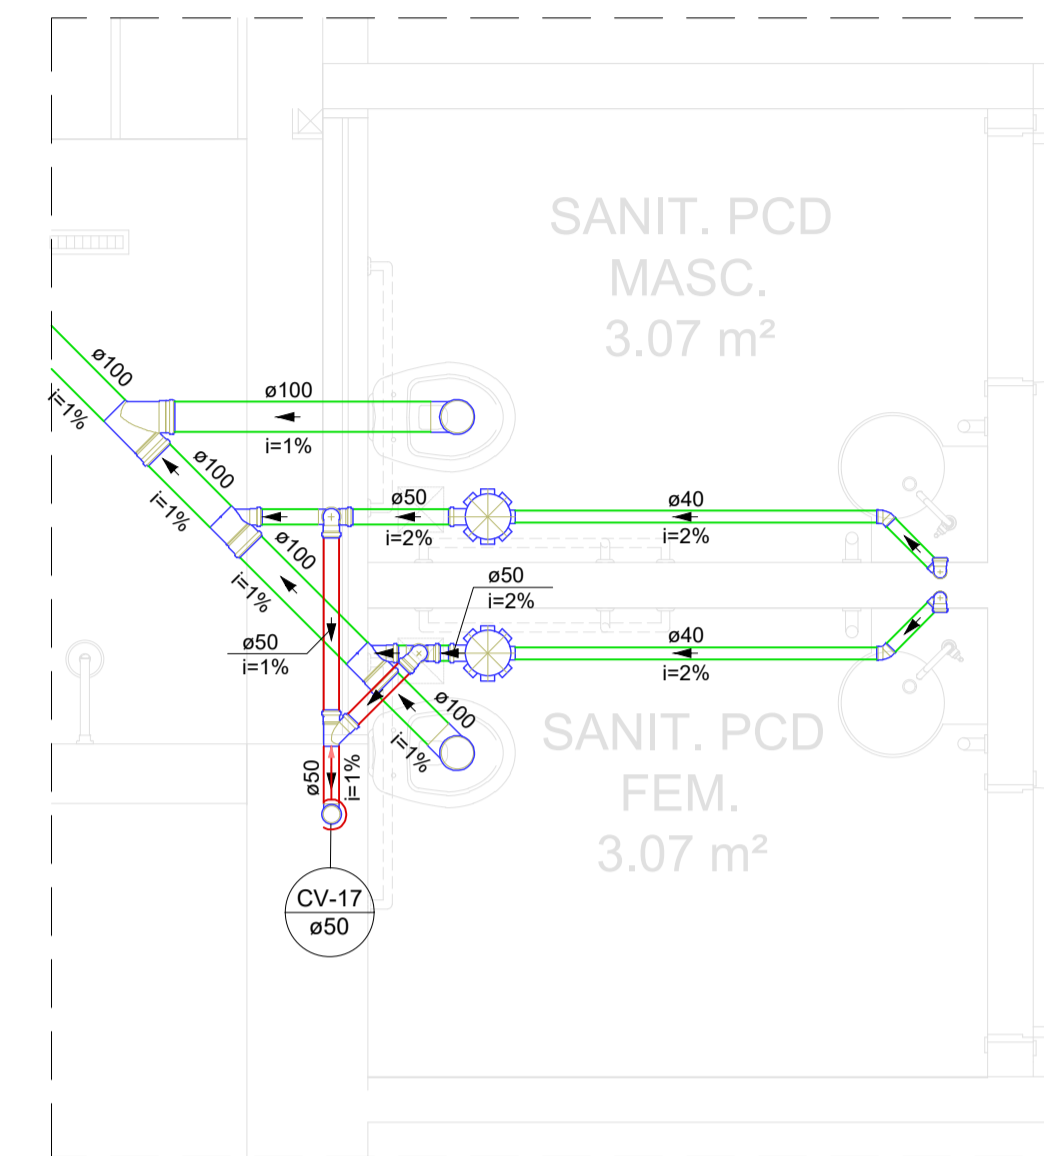 SANIT. PCD
MASC.
3.07 m²
ø100
i=1%
ø100
i=1%
ø100
i=1%
ø50
i=2%
ø40
i=2%
ø100
i=1%
ø50
i=2%
ø50
i=1%
ø40
i=2%
ø100
i=1%
SANIT. PCD
FEM.
3.07 m²
ø50
i=1%
CV-17
ø50